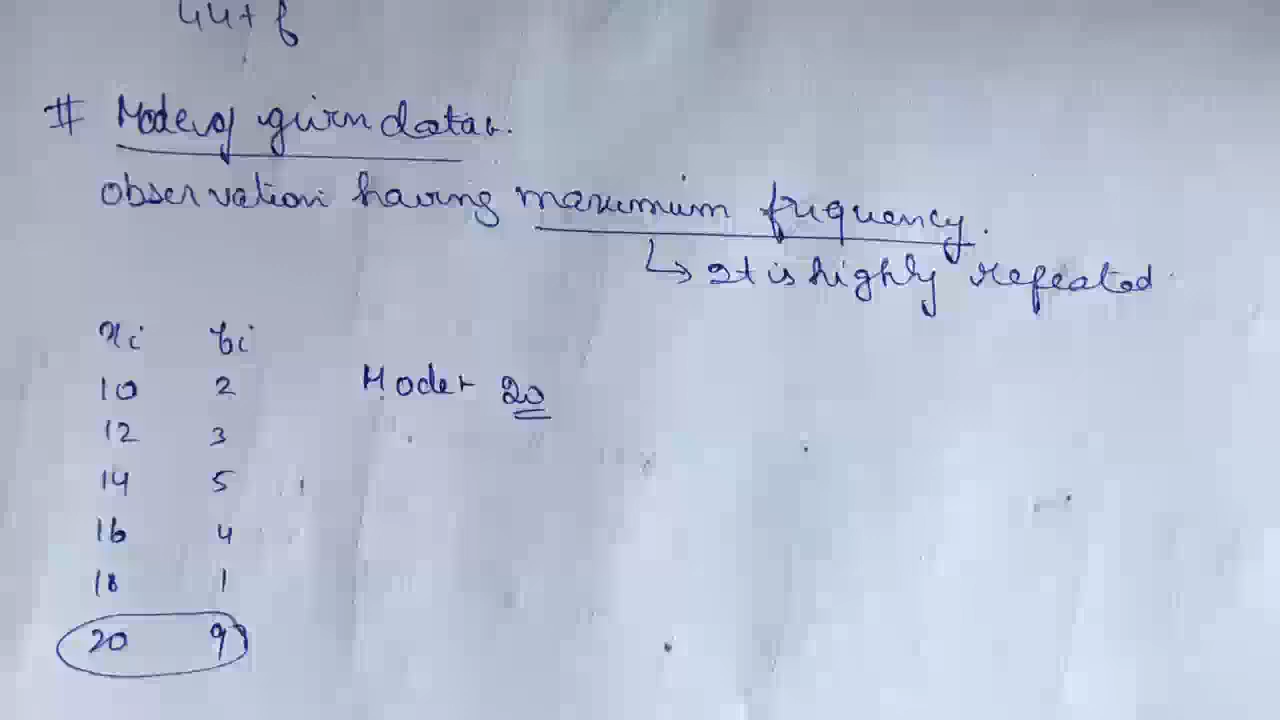 44+f
# Mode of given data.
observation having maximum frequency.
↳ It is highly repeated
xi fi
10 2
Mode - 20
12 3
14 5
16 4
18 1
20 9